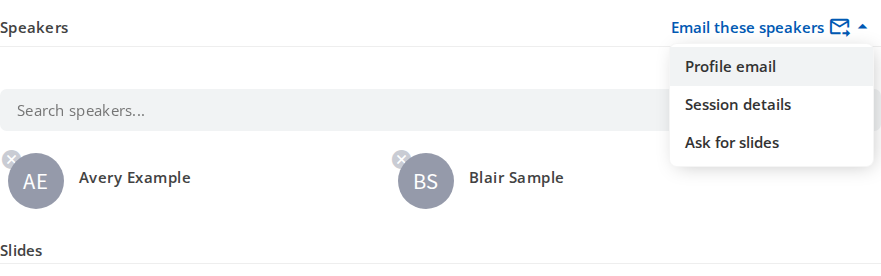 Speakers
Email these speakers
Profile email
Session details
Ask for slides
Search speakers...
AE
Avery Example
BS
Blair Sample
Slides